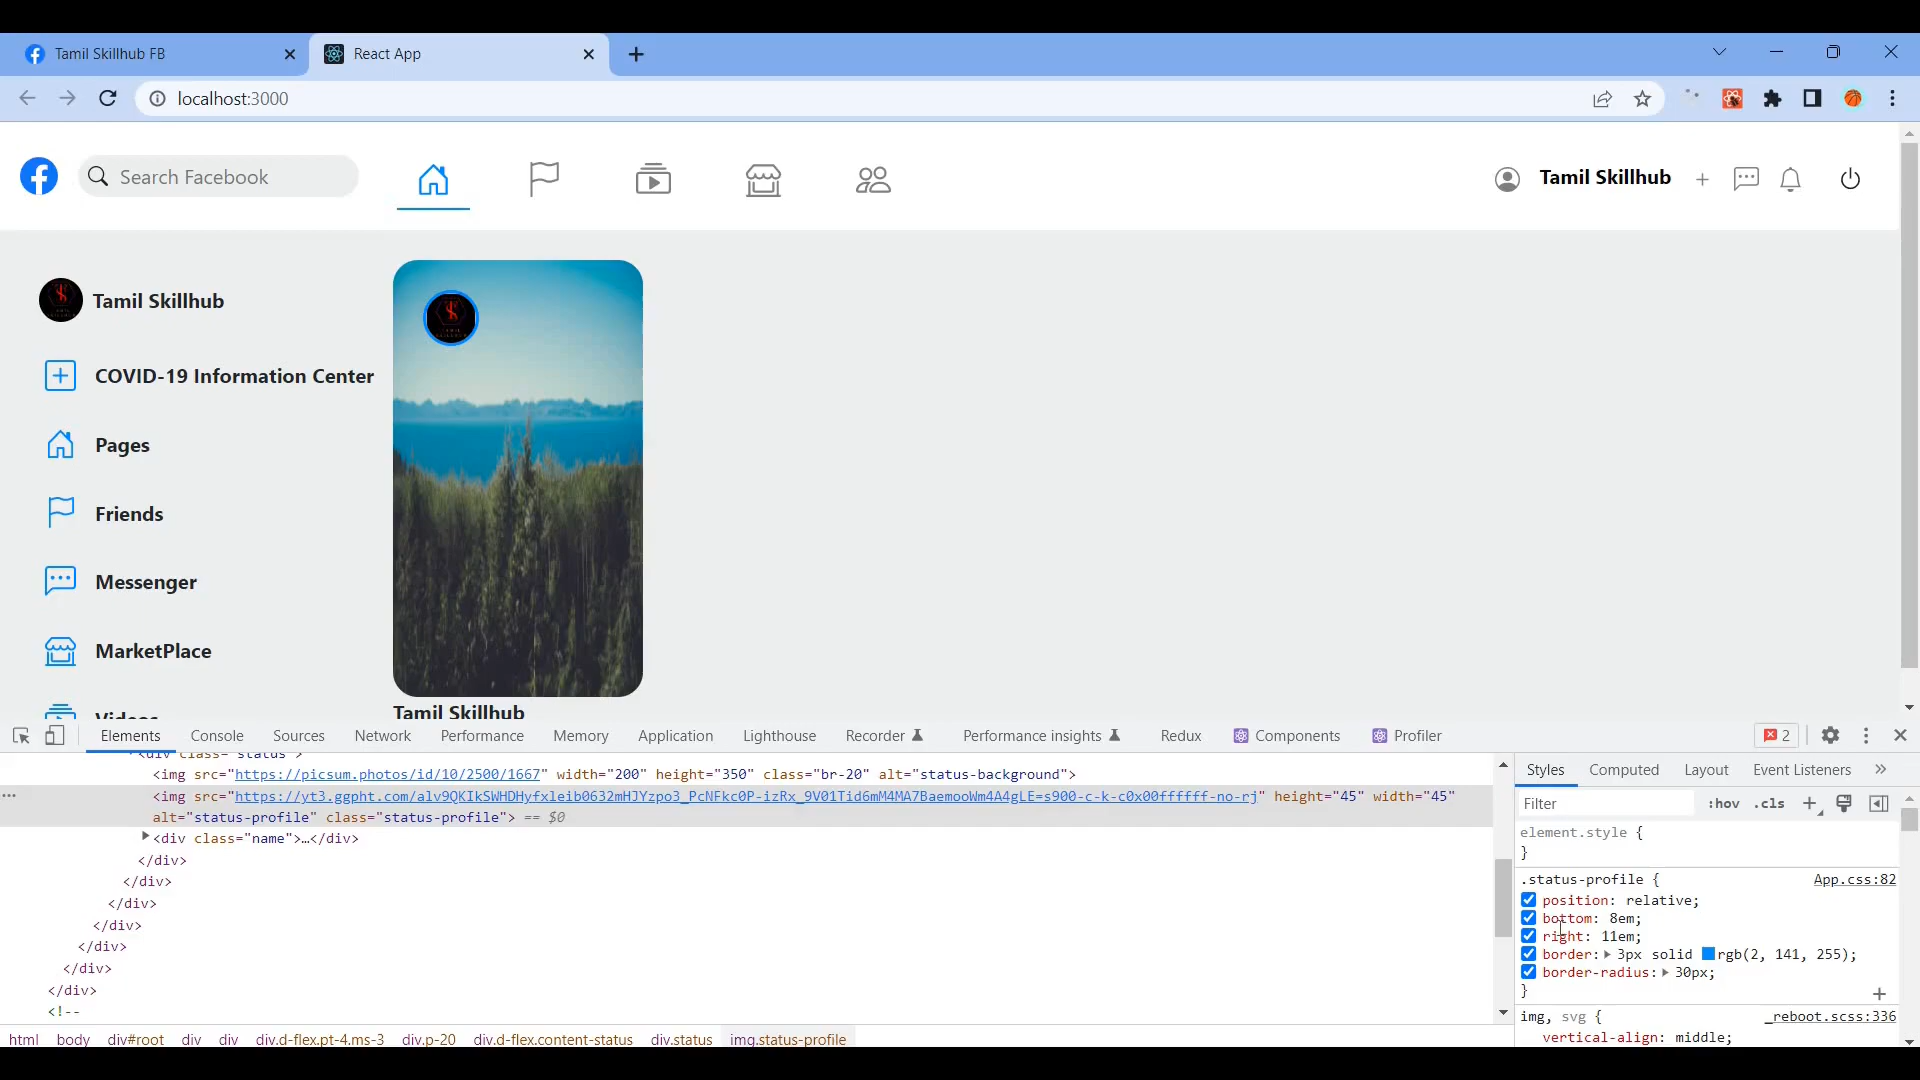 Tamil Skillhub FB
React App
localhost:3000
Search Facebook
Tamil Skillhub
Tamil Skillhub
COVID-19 Information Center
Pages
Friends
Messenger
MarketPlace
Videos
Tamil Skillhub
Elements Console Sources Network Performance Memory Application Lighthouse Recorder Performance insights Redux Components Profiler 2
<div class="status">
<img src="https://picsum.photos/id/10/2500/1667" width="200" height="350" class="br-20" alt="status-background">
<img src="https://yt3.ggpht.com/alv9QKIkSWHDHyfxleib0632mHJYzpo3_PcNFkc0P-izRx_9V01Tid6mM4MA7BaemooWm4A4gLE=s900-c-k-c0x00ffffff-no-rj" height="45" width="45"
alt="status-profile" class="status-profile"> == $0
<div class="name">…</div>
</div>
</div>
</div>
</div>
</div>
</div>
</div>
<!--
html body div#root div div div.d-flex.pt-4.ms-3 div.p-20 div.d-flex.content-status div.status img.status-profile
Styles Computed Layout Event Listeners
Filter :hov .cls
element.style {
}
.status-profile { App.css:82
position: relative;
bottom: 8em;
right: 11em;
border: 3px solid rgb(2, 141, 255);
border-radius: 30px;
}
img, svg { _reboot.scss:336
vertical-align: middle;